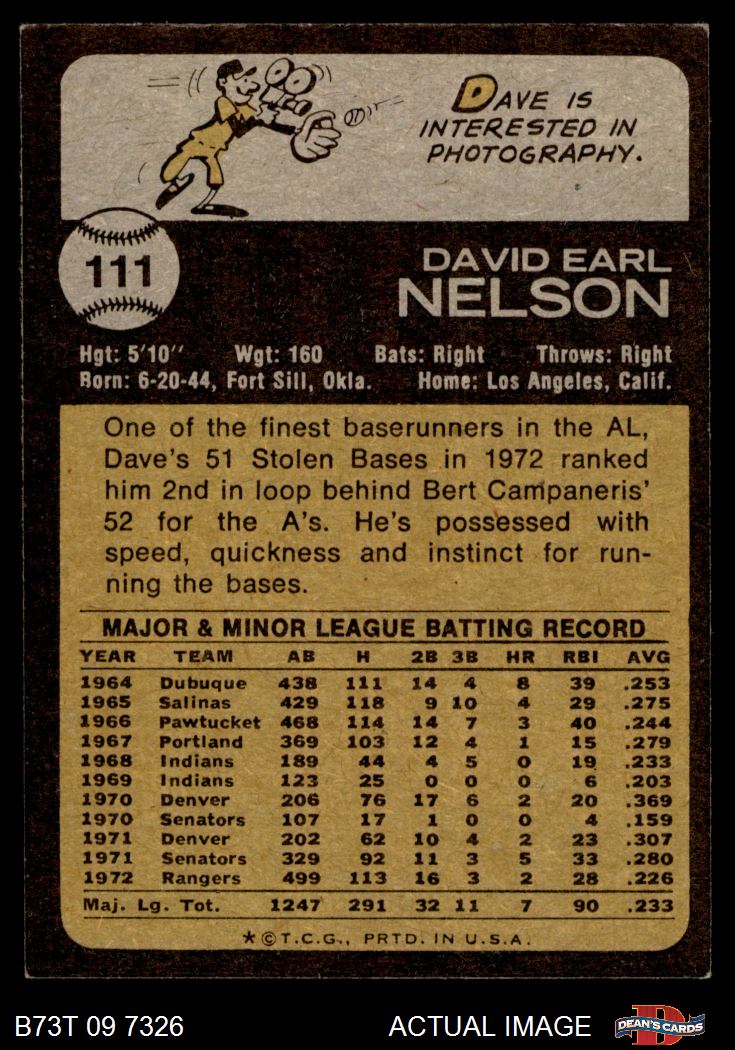 DAVE IS
INTERESTED IN
PHOTOGRAPHY.
111
DAVID EARL
NELSON
Hgt: 5'10" Wgt: 160 Bats: Right Throws: Right
Born: 6-20-44, Fort Sill, Okla. Home: Los Angeles, Calif.
One of the finest baserunners in the AL,
Dave's 51 Stolen Bases in 1972 ranked
him 2nd in loop behind Bert Campaneris'
52 for the A's. He's possessed with
speed, quickness and instinct for run-
ning the bases.
MAJOR & MINOR LEAGUE BATTING RECORD
YEAR TEAM AB H 2B 3B HR RBI AVG
1964 Dubuque 438 111 14 4 8 39 .253
1965 Salinas 429 118 9 10 4 29 .275
1966 Pawtucket 468 114 14 7 3 40 .244
1967 Portland 369 103 12 4 1 15 .279
1968 Indians 189 44 4 5 0 19 .233
1969 Indians 123 25 0 0 0 6 .203
1970 Denver 206 76 17 6 2 20 .369
1970 Senators 107 17 1 0 0 4 .159
1971 Denver 202 62 10 4 2 23 .307
1971 Senators 329 92 11 3 5 33 .280
1972 Rangers 499 113 16 3 2 28 .226
Maj. Lg. Tot. 1247 291 32 11 7 90 .233
*©T.C.G., PRTD. IN U.S.A.
B73T 09 7326 ACTUAL IMAGE DEAN'S CARDS